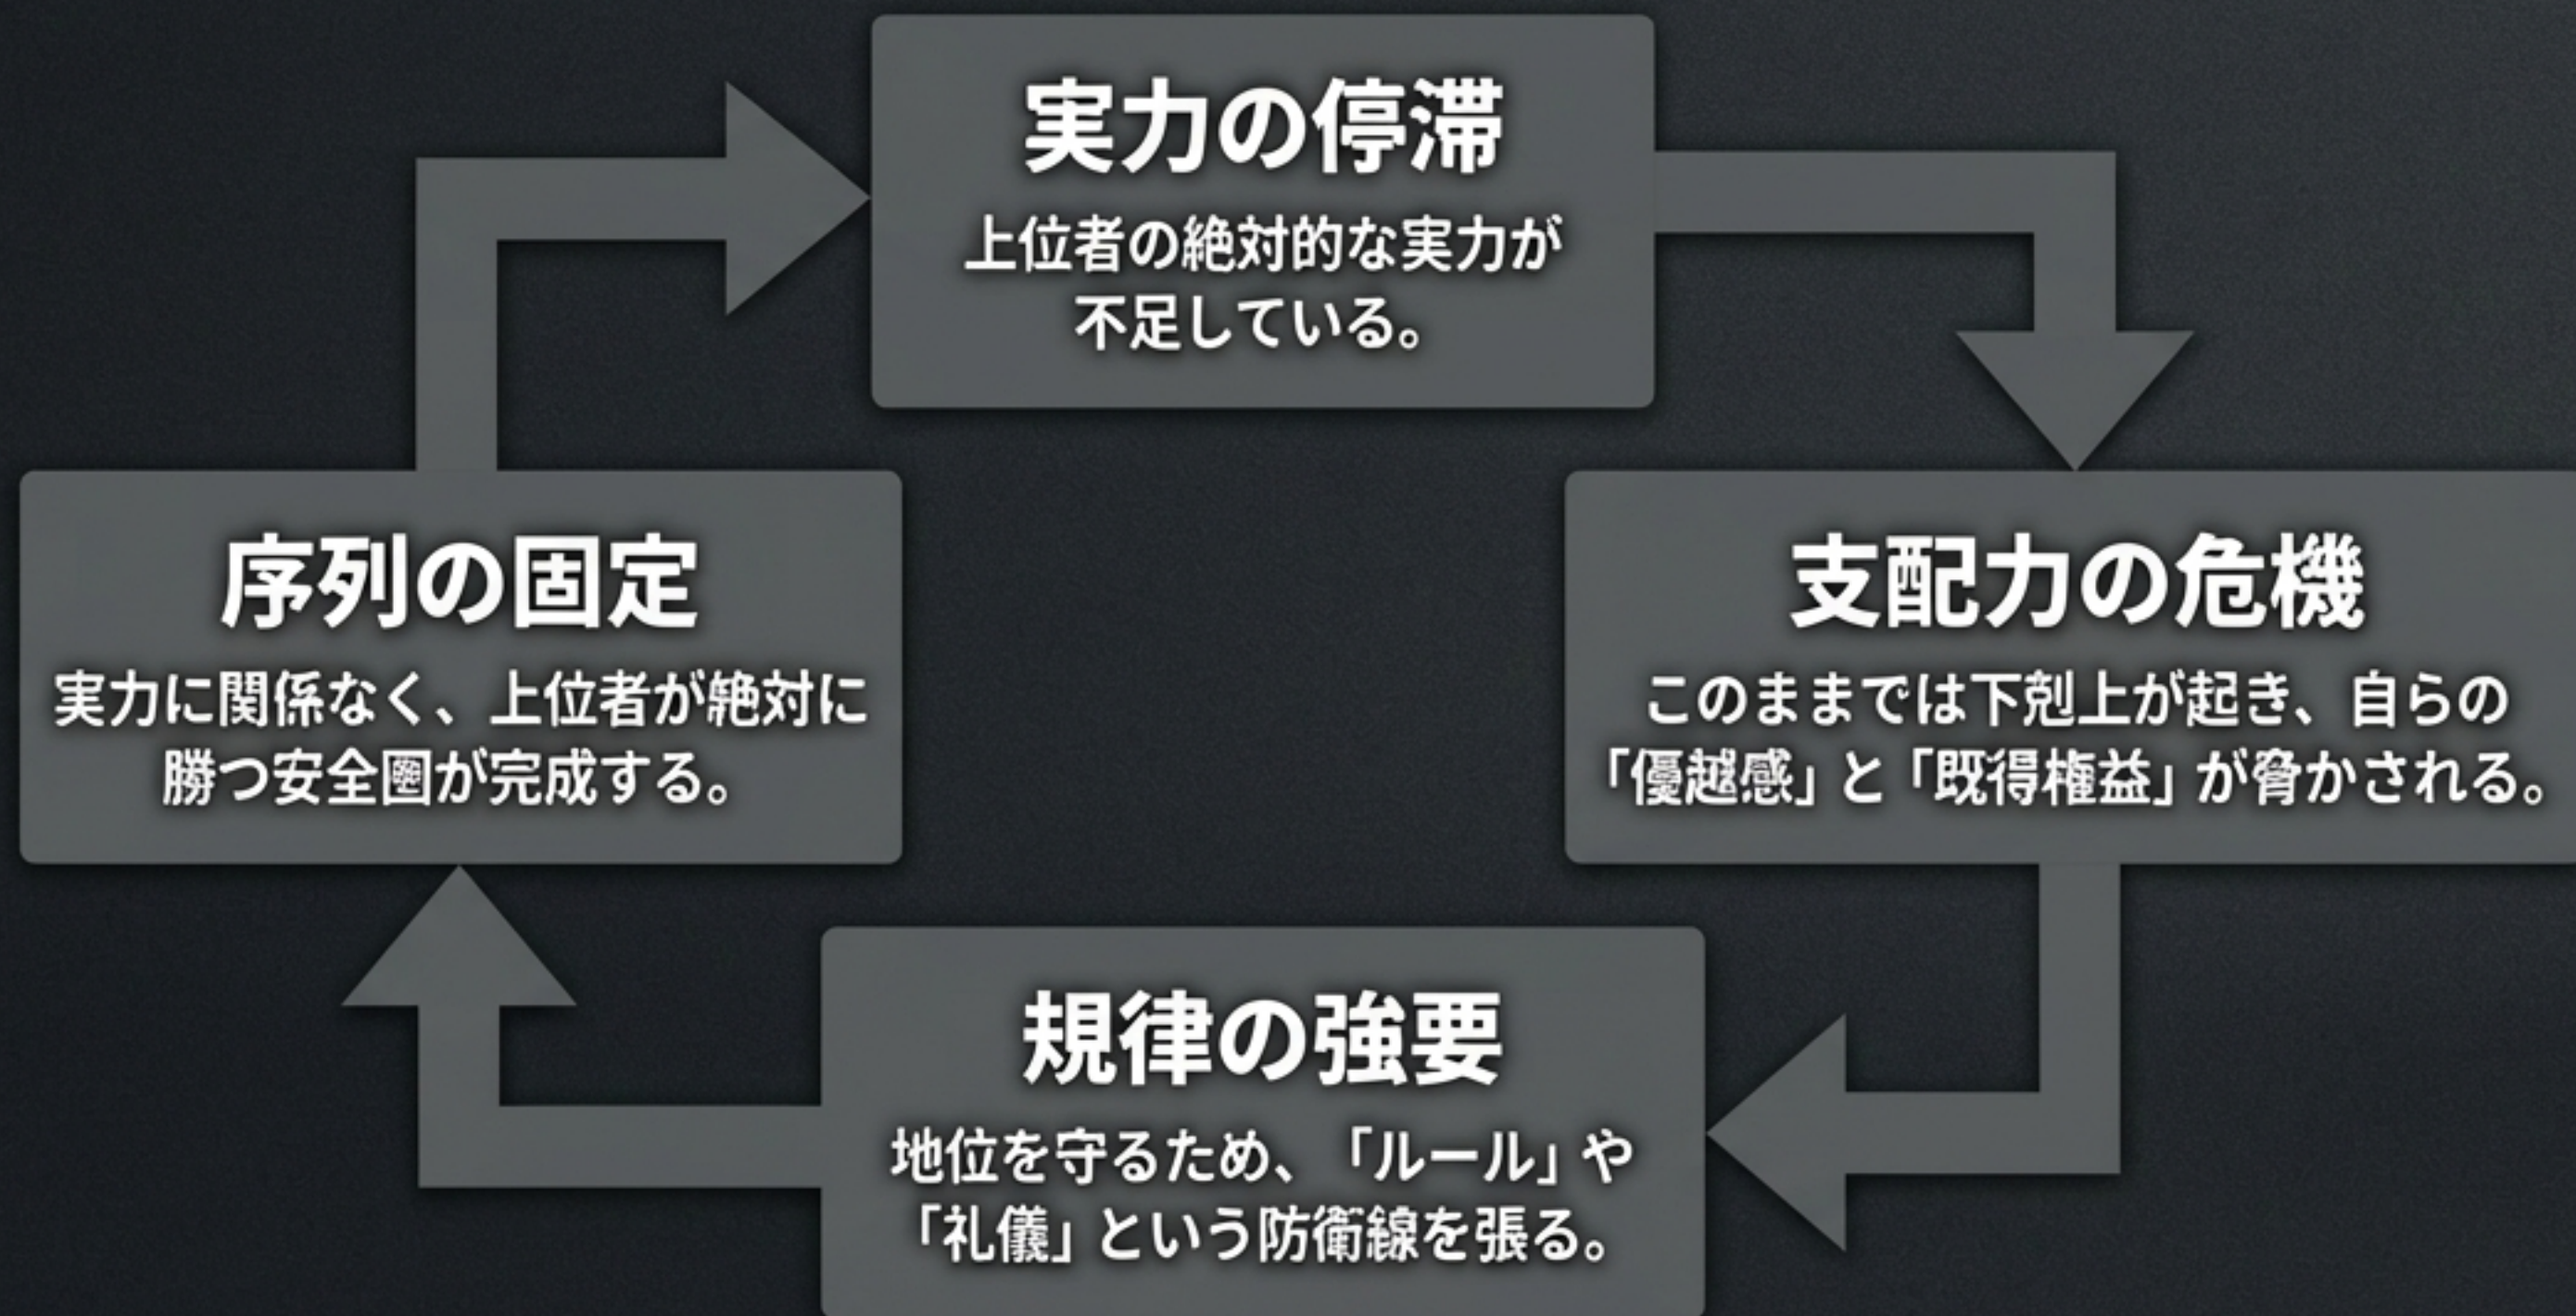 実力の停滞
上位者の絶対的な実力が
不足している。
序列の固定
実力に関係なく、上位者が絶対に
勝つ安全圏が完成する。
支配力の危機
このままでは下剋上が起き、自らの
「優越感」と「既得権益」が脅かされる。
規律の強要
地位を守るため、「ルール」や
「礼儀」という防衛線を張る。